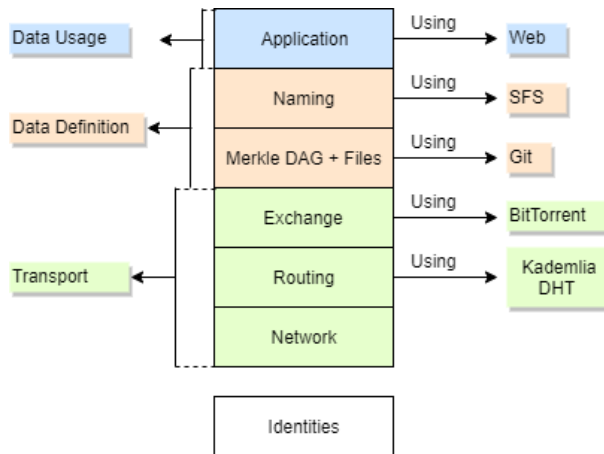 Data Usage
Application
Using
Web
Naming
Using
SFS
Data Definition
Merkle DAG + Files
Using
Git
Exchange
Using
BitTorrent
Transport
Routing
Using
Kademlia
DHT
Network
Identities